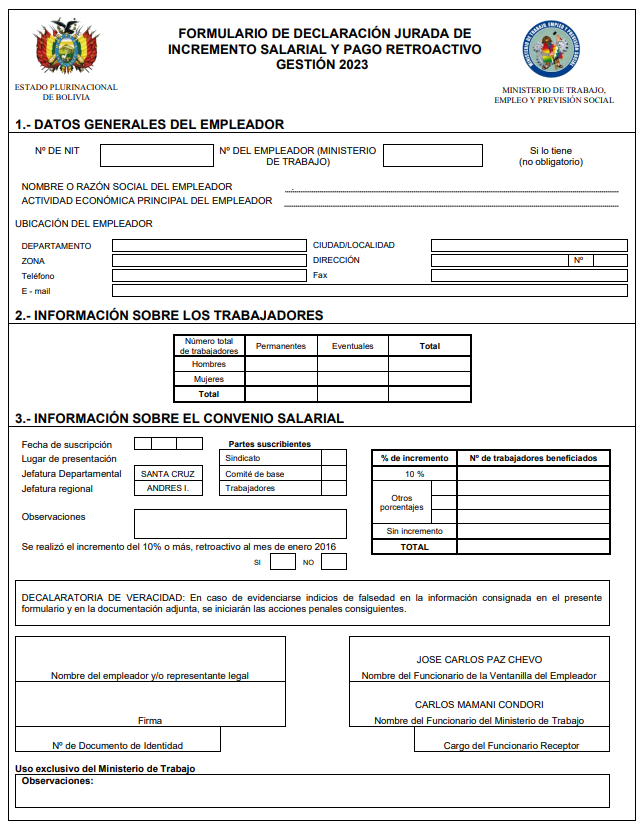 FORMULARIO DE DECLARACIÓN JURADA DE
INCREMENTO SALARIAL Y PAGO RETROACTIVO
GESTIÓN 2023
ESTADO PLURINACIONAL
DE BOLIVIA
MINISTERIO DE TRABAJO,
EMPLEO Y PREVISIÓN SOCIAL
1.- DATOS GENERALES DEL EMPLEADOR
Nº DE NIT
Nº DEL EMPLEADOR (MINISTERIO
DE TRABAJO)
Si lo tiene
(no obligatorio)
NOMBRE O RAZÓN SOCIAL DEL EMPLEADOR
ACTIVIDAD ECONÓMICA PRINCIPAL DEL EMPLEADOR
UBICACIÓN DEL EMPLEADOR
DEPARTAMENTO
CIUDAD/LOCALIDAD
ZONA
DIRECCIÓN
Nº
Teléfono
Fax
E - mail
2.- INFORMACIÓN SOBRE LOS TRABAJADORES
Número total
de trabajadores
Permanentes
Eventuales
Total
Hombres
Mujeres
Total
3.- INFORMACIÓN SOBRE EL CONVENIO SALARIAL
Fecha de suscripción
Lugar de presentación
Jefatura Departamental
SANTA CRUZ
Jefatura regional
ANDRES I.
Partes suscribientes
Sindicato
Comité de base
Trabajadores
% de incremento
Nº de trabajadores beneficiados
10 %
Otros
porcentajes
Sin incremento
TOTAL
Observaciones
Se realizó el incremento del 10% o más, retroactivo al mes de enero 2016
SI
NO
DECALARATORIA DE VERACIDAD: En caso de evidenciarse indicios de falsedad en la información consignada en el presente
formulario y en la documentación adjunta, se iniciarán las acciones penales consiguientes.
Nombre del empleador y/o representante legal
Firma
Nº de Documento de Identidad
JOSE CARLOS PAZ CHEVO
Nombre del Funcionario de la Ventanilla del Empleador
CARLOS MAMANI CONDORI
Nombre del Funcionario del Ministerio de Trabajo
Cargo del Funcionario Receptor
Uso exclusivo del Ministerio de Trabajo
Observaciones: